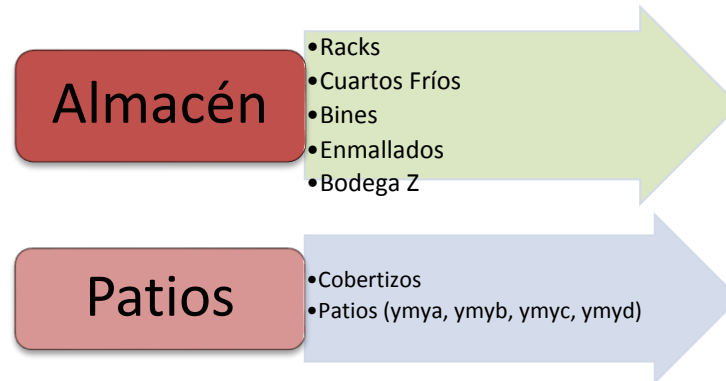 Almacén
•Racks
•Cuartos Fríos
•Bines
•Enmallados
•Bodega Z
Patios
•Cobertizos
•Patios (ymya, ymyb, ymyc, ymyd)